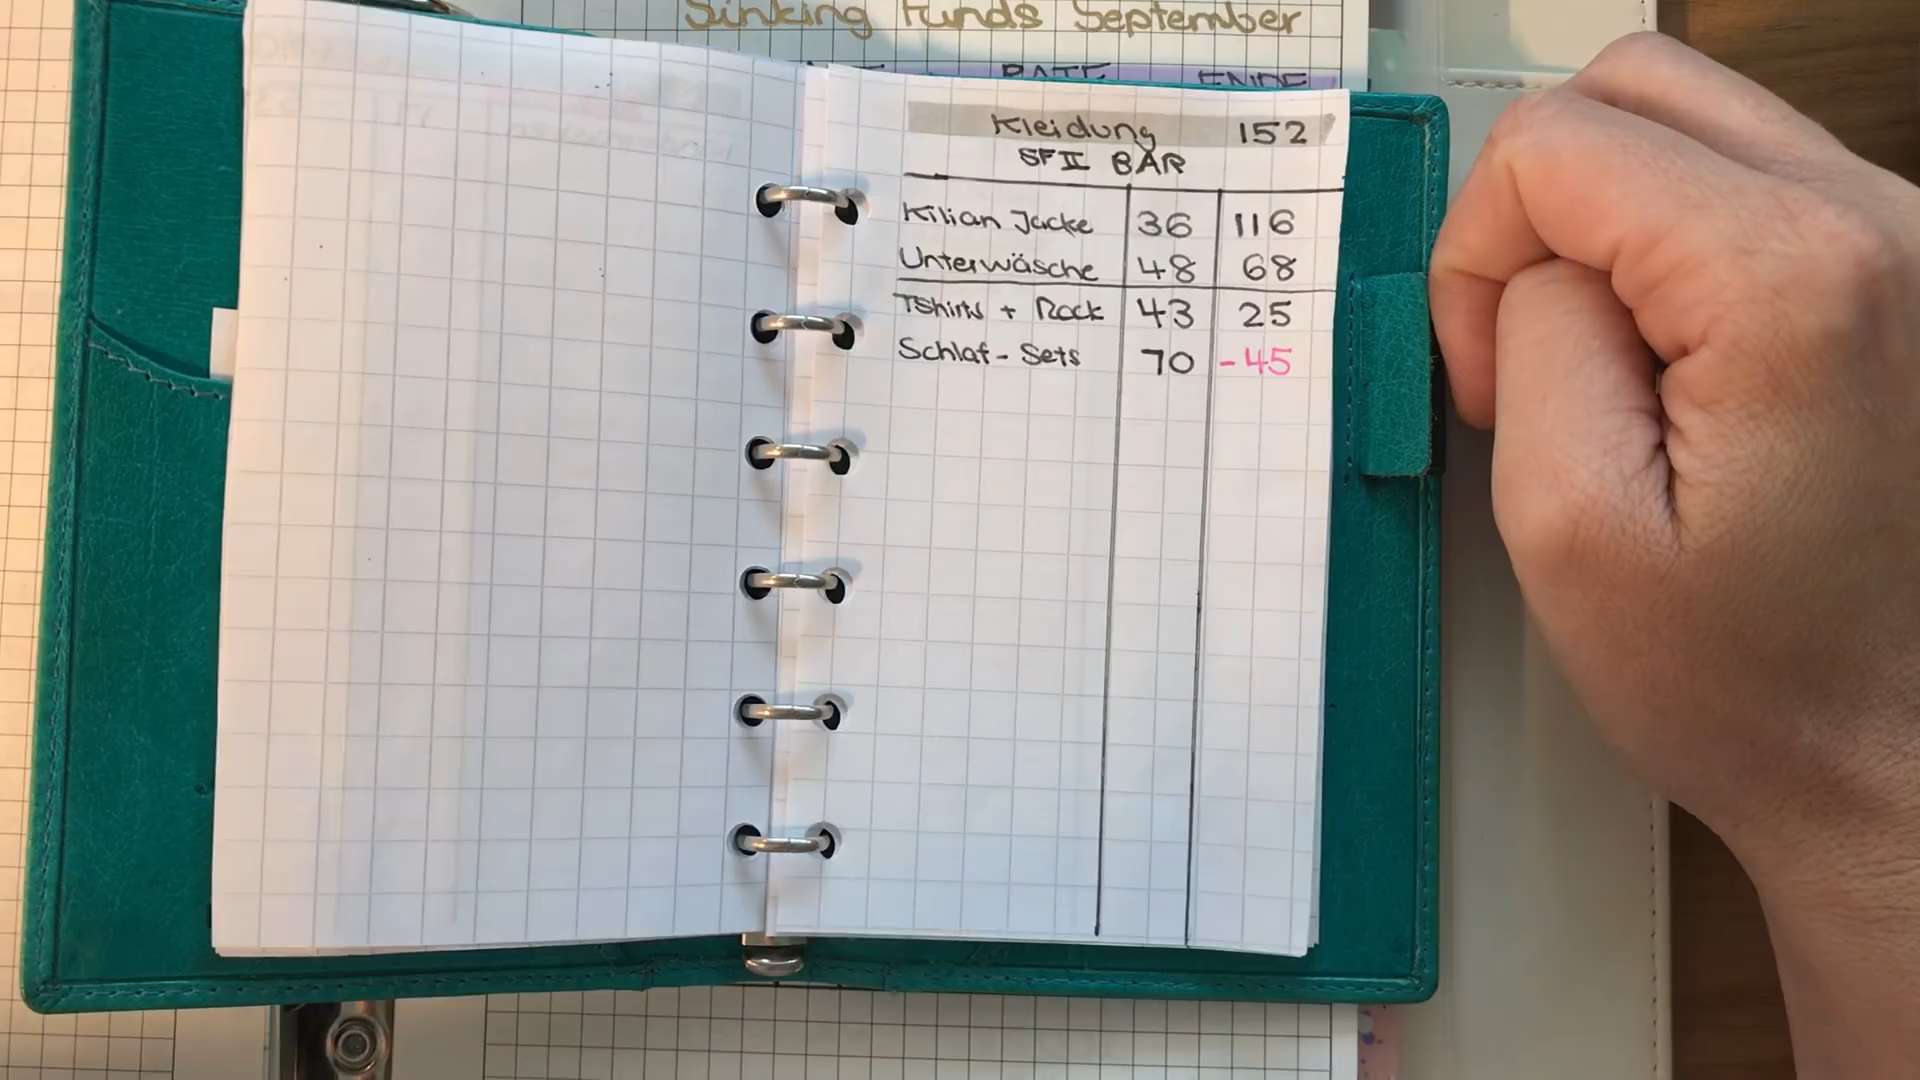 Sinking Funds September
RATE ENDE
Kleidung 152
SF II BAR
Kilian Jacke 36 116
Unterwäsche 48 68
TShirts + Rock 43 25
Schlaf-Sets 70 -45